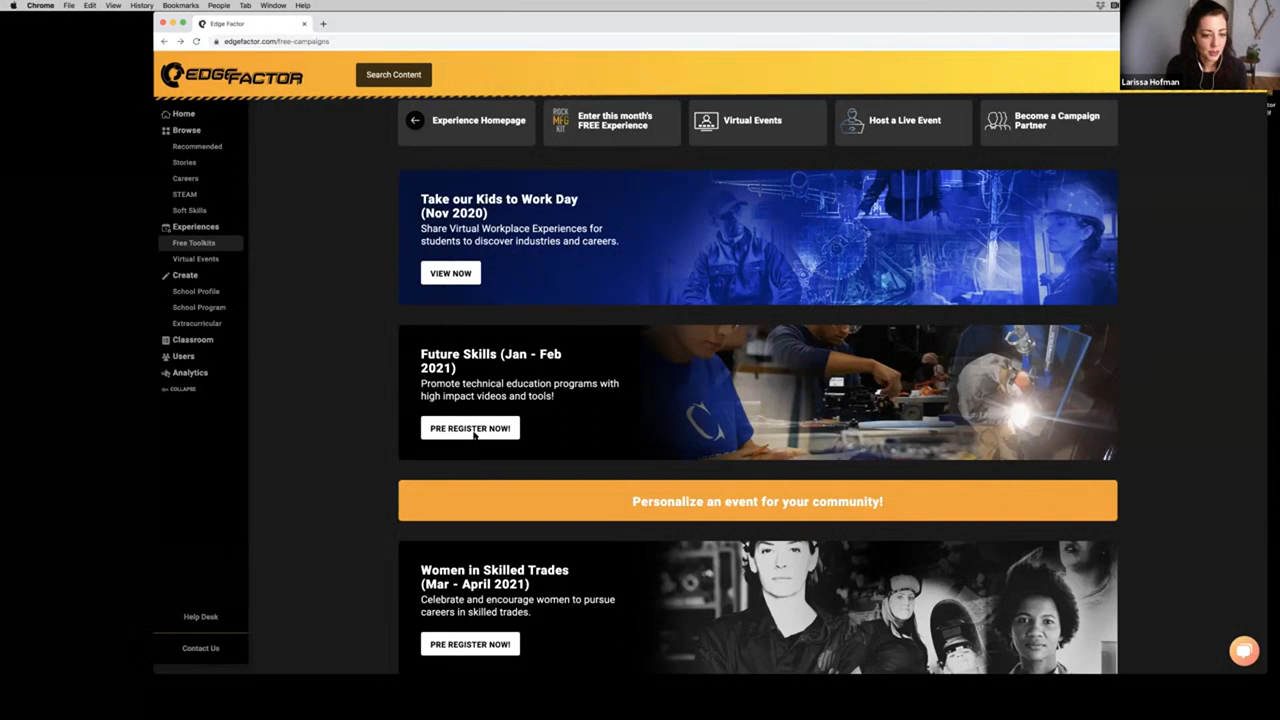 Chrome File Edit View History Bookmarks People Tab Window Help
Edge Factor
edgefactor.com/free-campaigns
Larissa Hofman
EDGEFACTOR
Search Content
Home
Browse
Recommended
Stories
Careers
STEAM
Soft Skills
Experiences
Free Toolkits
Virtual Events
Create
School Profile
School Program
Extracurricular
Classroom
Users
Analytics
COLLAPSE
Help Desk
Contact Us
Experience Homepage
ROCK
MFG
KIT
Enter this month's
FREE Experience
Virtual Events
Host a Live Event
Become a Campaign
Partner
Take our Kids to Work Day
(Nov 2020)
Share Virtual Workplace Experiences for
students to discover industries and careers.
VIEW NOW
Future Skills (Jan - Feb
2021)
Promote technical education programs with
high impact videos and tools!
PRE REGISTER NOW!
Personalize an event for your community!
Women in Skilled Trades
(Mar - April 2021)
Celebrate and encourage women to pursue
careers in skilled trades.
PRE REGISTER NOW!